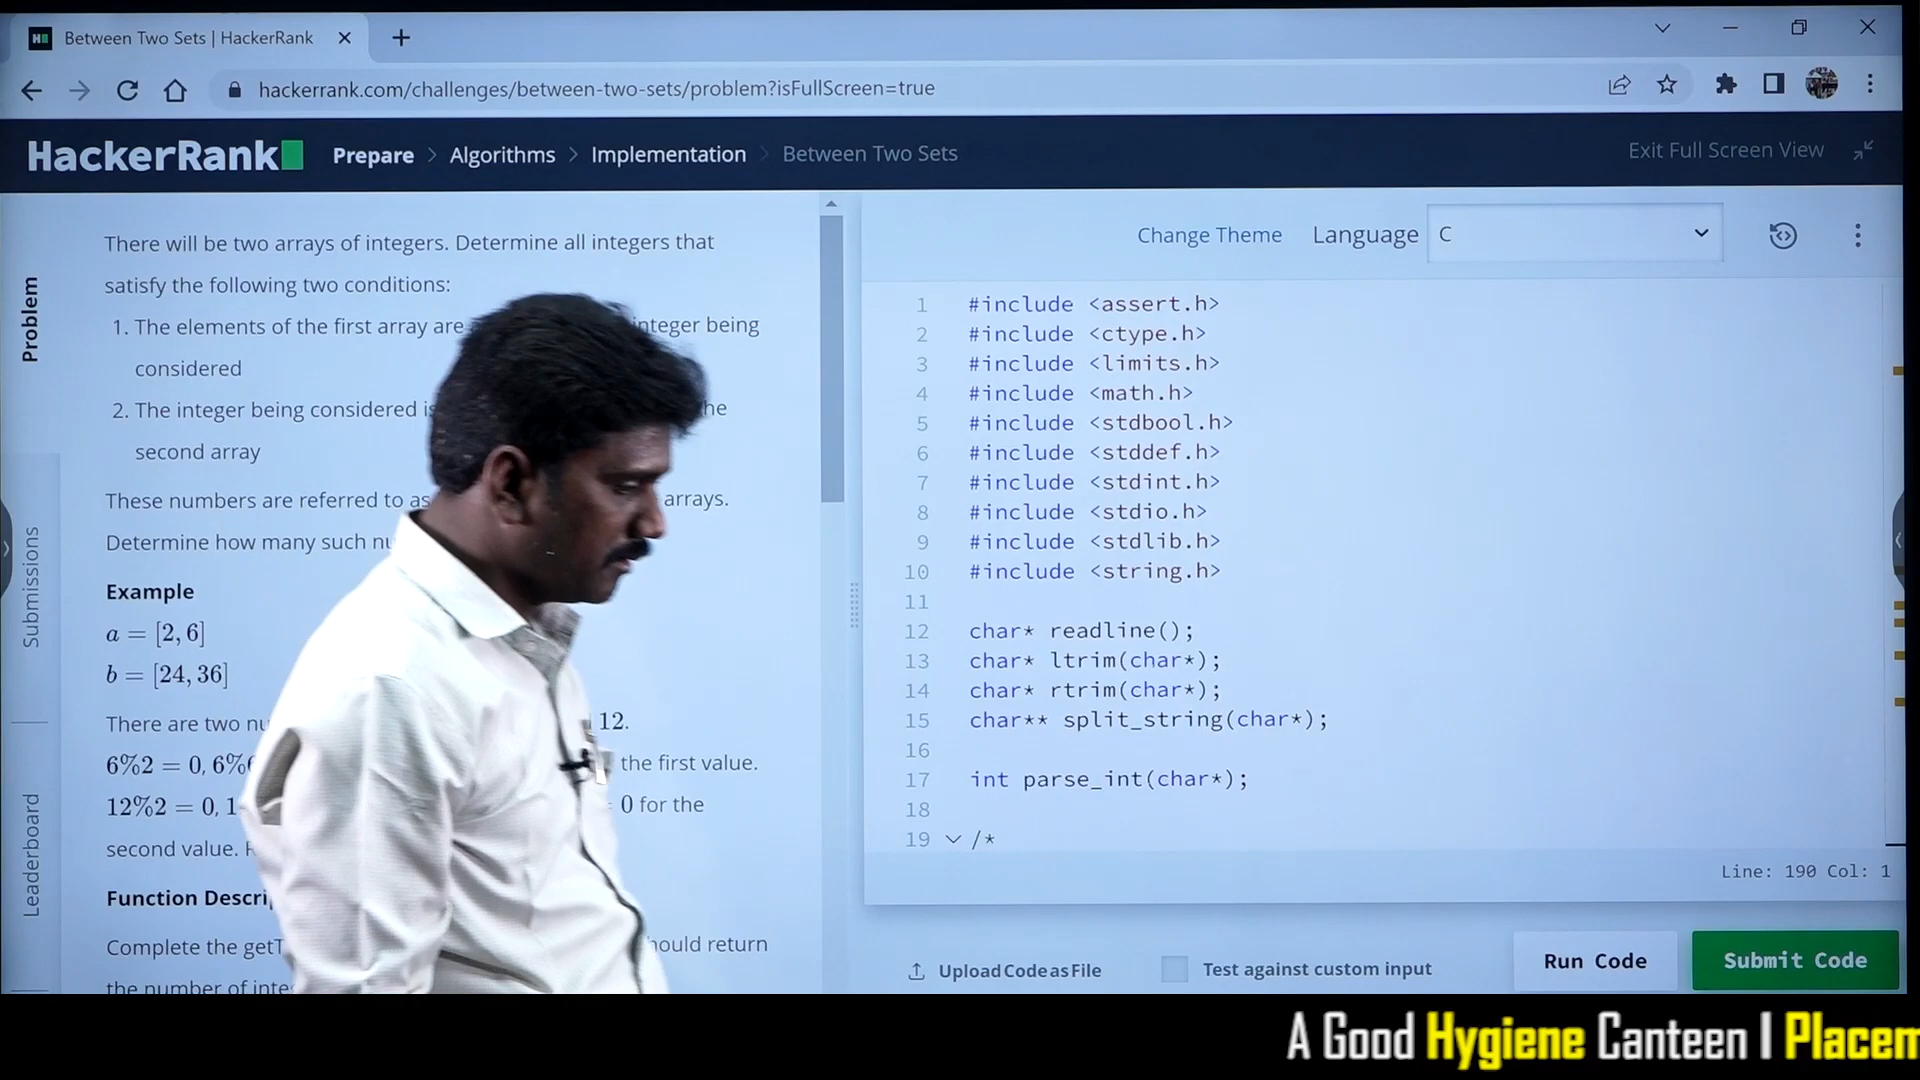 Between Two Sets | HackerRank
hackerrank.com/challenges/between-two-sets/problem?isFullScreen=true
HackerRank Prepare > Algorithms > Implementation > Between Two Sets
Exit Full Screen View
Problem
Submissions
Leaderboard
There will be two arrays of integers. Determine all integers that
satisfy the following two conditions:
1. The elements of the first array are integer being
considered
2. The integer being considered
second array
These numbers are referred to as arrays.
Determine how many such
Example
a = [2, 6]
b = [24, 36]
There are two 12.
6%2 = 0, the first value.
12%2 = 0, = 0 for the
second value.
Function
Complete the should return
the number of
Change Theme Language C
1 #include <assert.h>
2 #include <ctype.h>
3 #include <limits.h>
4 #include <math.h>
5 #include <stdbool.h>
6 #include <stddef.h>
7 #include <stdint.h>
8 #include <stdio.h>
9 #include <stdlib.h>
10 #include <string.h>
11
12 char* readline();
13 char* ltrim(char*);
14 char* rtrim(char*);
15 char** split_string(char*);
16
17 int parse_int(char*);
18
19 /*
Line: 190 Col: 1
Upload Code as File Test against custom input Run Code Submit Code
A Good Hygiene Canteen | Placem